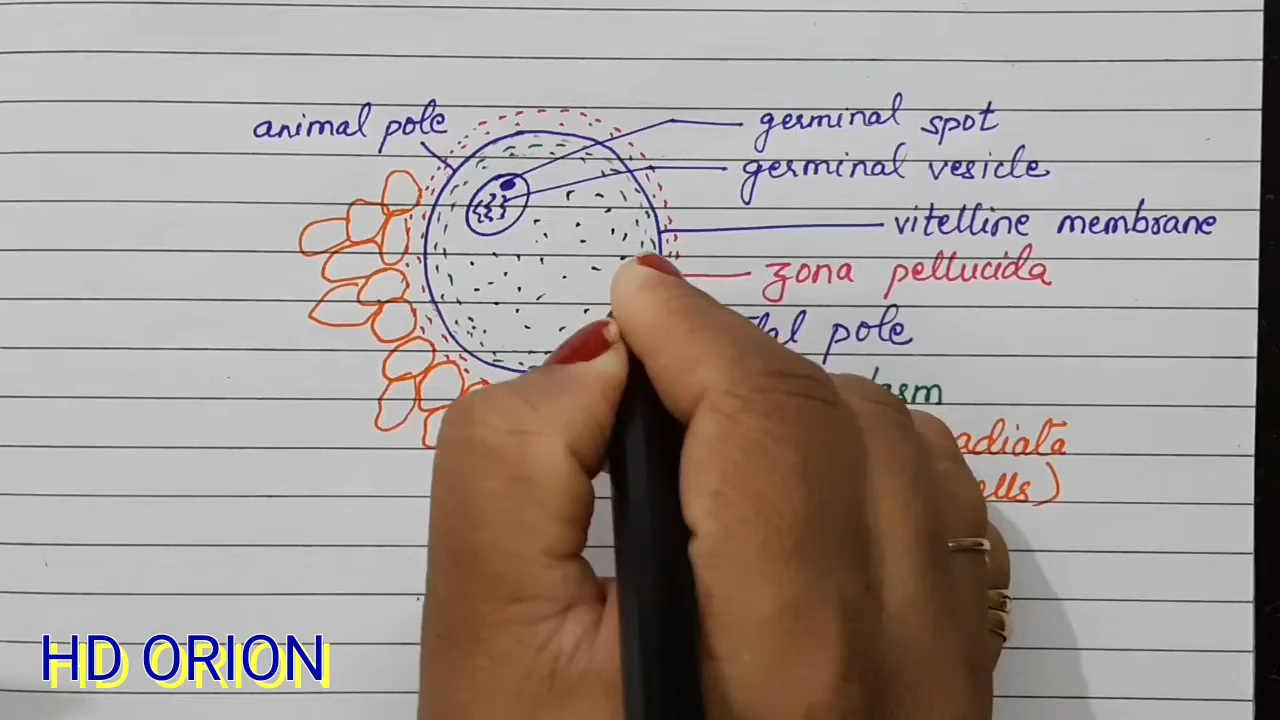 animal pole
germinal spot
germinal vesicle
vitelline membrane
zona pellucida
pole
HD ORION